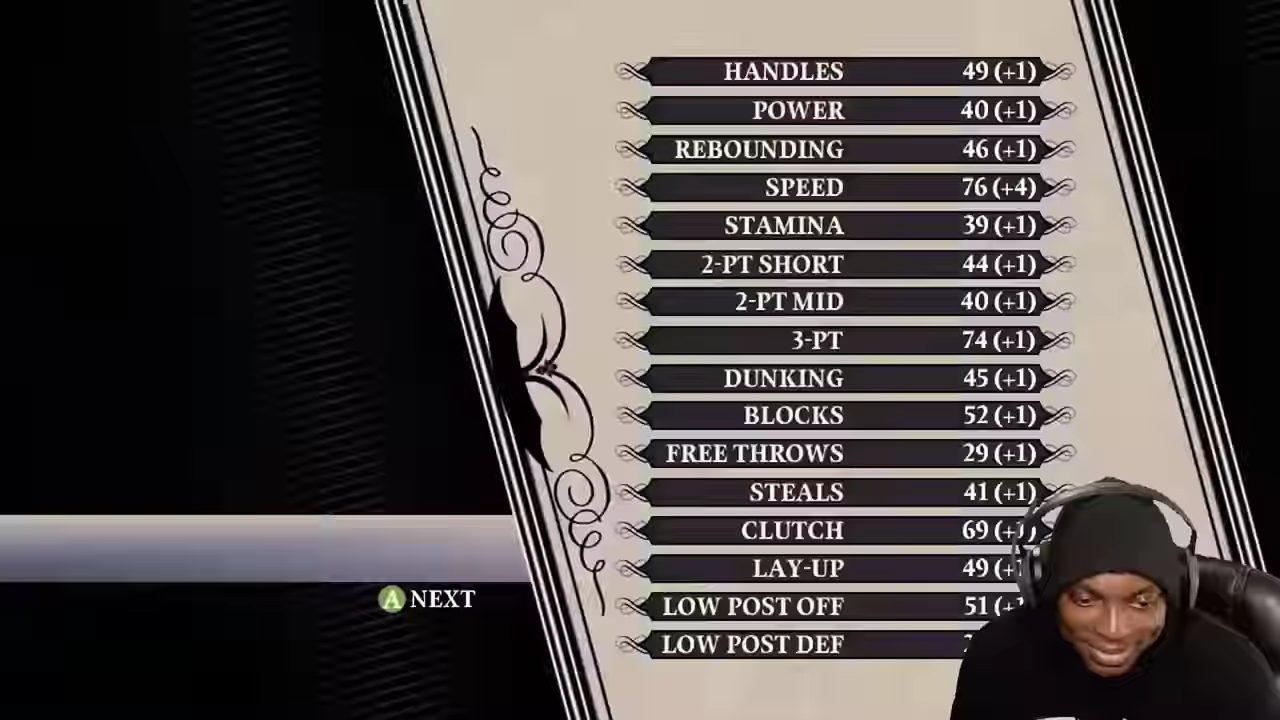 HANDLES 49 (+1)
POWER 40 (+1)
REBOUNDING 46 (+1)
SPEED 76 (+4)
STAMINA 39 (+1)
2-PT SHORT 44 (+1)
2-PT MID 40 (+1)
3-PT 74 (+1)
DUNKING 45 (+1)
BLOCKS 52 (+1)
FREE THROWS 29 (+1)
STEALS 41 (+1)
CLUTCH 69
LAY-UP 49
LOW POST OFF 51
A NEXT
LOW POST DEF